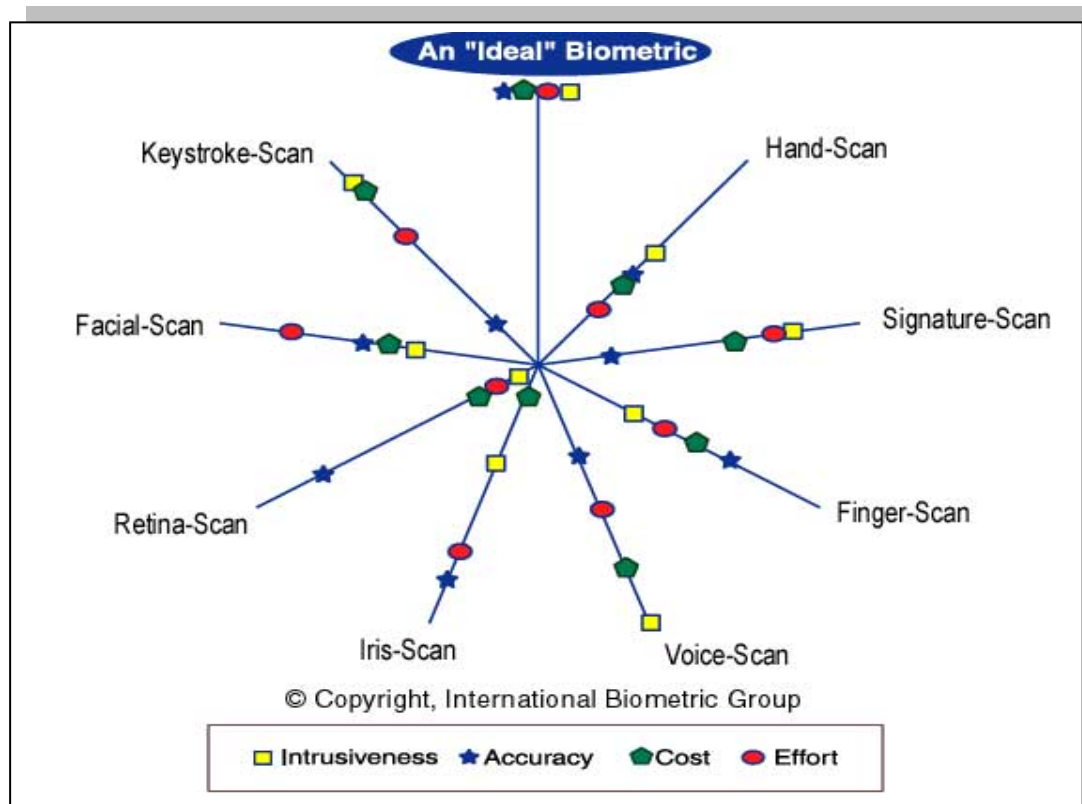 An "Ideal" Biometric
Keystroke-Scan
Hand-Scan
Facial-Scan
Signature-Scan
Retina-Scan
Finger-Scan
Iris-Scan
Voice-Scan
© Copyright, International Biometric Group
Intrusiveness Accuracy Cost Effort